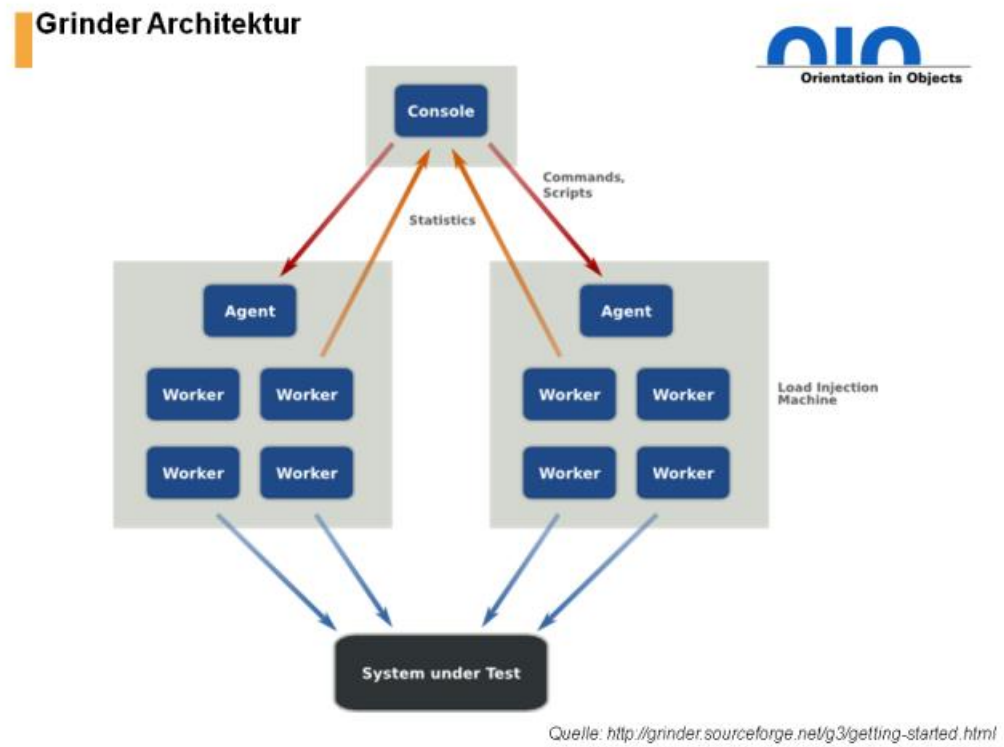 Grinder Architektur
Orientation in Objects
Console
Commands,
Scripts
Statistics
Agent
Agent
Worker Worker
Worker Worker
Load Injection
Machine
Worker Worker
Worker Worker
System under Test
Quelle: http://grinder.sourceforge.net/g3/getting-started.html